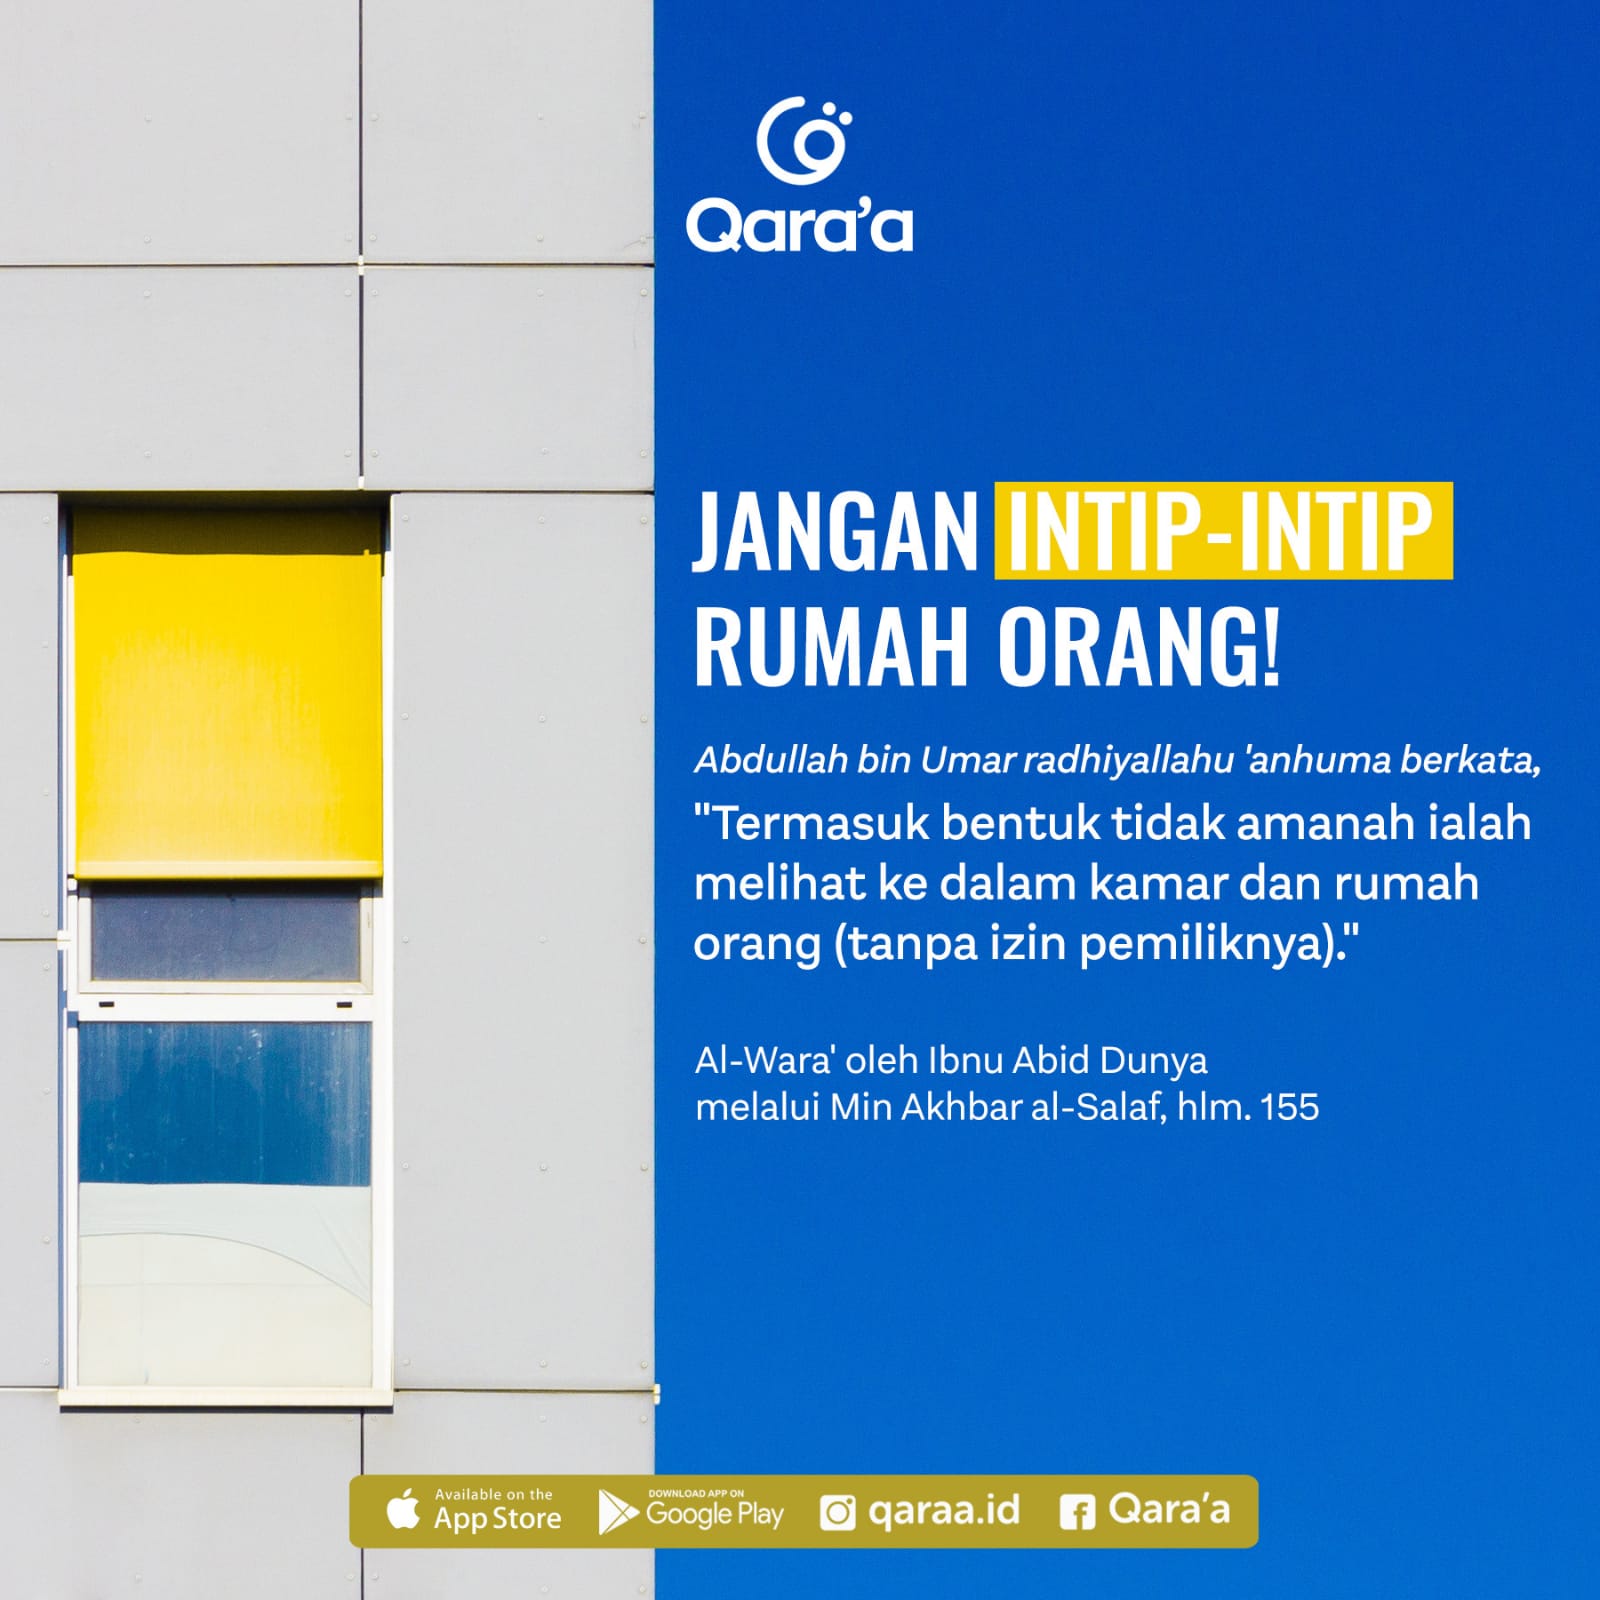 Qara'a
JANGAN INTIP-INTIP
RUMAH ORANG!
Abdullah bin Umar radhiyallahu 'anhuma berkata,
"Termasuk bentuk tidak amanah ialah
melihat ke dalam kamar dan rumah
orang (tanpa izin pemiliknya)."
Al-Wara' oleh Ibnu Abid Dunya
melalui Min Akhbar al-Salaf, hlm. 155
Available on the
App Store
DOWNLOAD APP ON
Google Play
qaraa.id
Qara'a